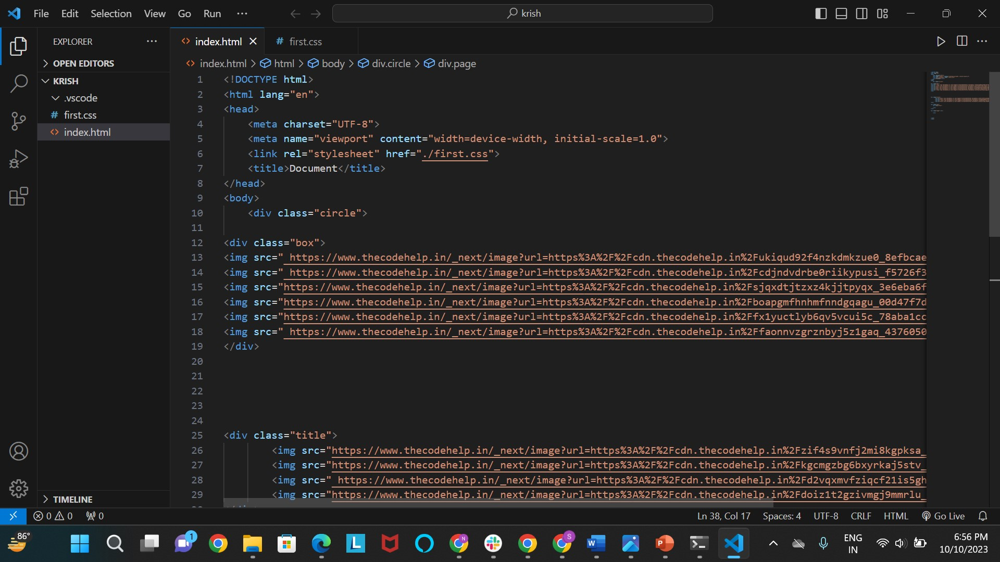 File Edit Selection View Go Run ···
krish
EXPLORER
OPEN EDITORS
KRISH
.vscode
# first.css
<> index.html
TIMELINE
<> index.html
# first.css
<> index.html > html > body > div.circle > div.page
1 <!DOCTYPE html>
2 <html lang="en">
3 <head>
4 <meta charset="UTF-8">
5 <meta name="viewport" content="width=device-width, initial-scale=1.0">
6 <link rel="stylesheet" href="./first.css">
7 <title>Document</title>
8 </head>
9 <body>
10 <div class="circle">
11
12 <div class="box">
13 <img src=" https://www.thecodehelp.in/_next/image?url=https%3A%2F%2Fcdn.thecodehelp.in%2Fukiqud92f4nzkdmkzue0_8efbcae
14 <img src=" https://www.thecodehelp.in/_next/image?url=https%3A%2F%2Fcdn.thecodehelp.in%2Fcdjndvdrbe0riikypusi_f5726f3
15 <img src="https://www.thecodehelp.in/_next/image?url=https%3A%2F%2Fcdn.thecodehelp.in%2Fsjqxdtjtzxz4kjjtpyqx_3e6eba6f
16 <img src="https://www.thecodehelp.in/_next/image?url=https%3A%2F%2Fcdn.thecodehelp.in%2Fboapgmfhnhmfnndgqagu_00d47f7d
17 <img src="https://www.thecodehelp.in/_next/image?url=https%3A%2F%2Fcdn.thecodehelp.in%2Ffx1yuctlyb6qv5vcui5c_78aba1cc
18 <img src=" https://www.thecodehelp.in/_next/image?url=https%3A%2F%2Fcdn.thecodehelp.in%2Ffaonnvzgrznbyj5z1gaq_4376050
19 </div>
20
21
22
23
24
25 <div class="title">
26 <img src="https://www.thecodehelp.in/_next/image?url=https%3A%2F%2Fcdn.thecodehelp.in%2Fzif4s9vnfj2mi8kgpksa_
27 <img src="https://www.thecodehelp.in/_next/image?url=https%3A%2F%2Fcdn.thecodehelp.in%2Fkgcmgzbg6bxyrkaj5stv_
28 <img src=" https://www.thecodehelp.in/_next/image?url=https%3A%2F%2Fcdn.thecodehelp.in%2Fd2vqxmvfziqcf21is5gh
29 <img src="https://www.thecodehelp.in/_next/image?url=https%3A%2F%2Fcdn.thecodehelp.in%2Fdoiz1t2gzivmgj9mmrlu_
0 0 0 Ln 38, Col 17 Spaces: 4 UTF-8 CRLF HTML Go Live
86° 1 L N S W P ENG 6:56 PM
IN 10/10/2023